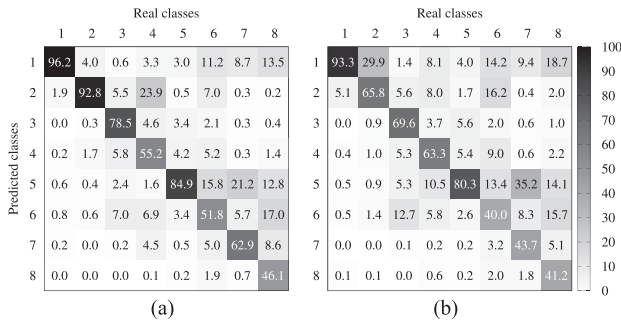 Real classes Real classes
1 2 3 4 5 6 7 8 1 2 3 4 5 6 7 8
1 96.2 4.0 0.6 3.3 3.0 11.2 8.7 13.5 1 93.3 29.9 1.4 8.1 4.0 14.2 9.4 18.7 100
2 1.9 92.8 5.5 23.9 0.5 7.0 0.3 0.2 2 5.1 65.8 5.6 8.0 1.7 16.2 0.4 2.0 90
80
3 0.0 0.3 78.5 4.6 3.4 2.1 0.3 0.4 3 0.0 0.9 69.6 3.7 5.6 2.0 0.6 1.0 70
4 0.2 1.7 5.8 55.2 4.2 5.2 0.3 1.4 4 0.4 1.0 5.3 63.3 5.4 9.0 0.6 2.2 60
Predicted classes
50
5 0.6 0.4 2.4 1.6 84.9 15.8 21.2 12.8 5 0.5 0.9 5.3 10.5 80.3 13.4 35.2 14.1 40
6 0.8 0.6 7.0 6.9 3.4 51.8 5.7 17.0 6 0.5 1.4 12.7 5.8 2.6 40.0 8.3 15.7 30
20
7 0.2 0.0 0.2 4.5 0.5 5.0 62.9 8.6 7 0.0 0.0 0.1 0.2 0.2 3.2 43.7 5.1 10
8 0.0 0.0 0.0 0.1 0.2 1.9 0.7 46.1 8 0.1 0.1 0.0 0.6 0.2 2.0 1.8 41.2 0
(a) (b)